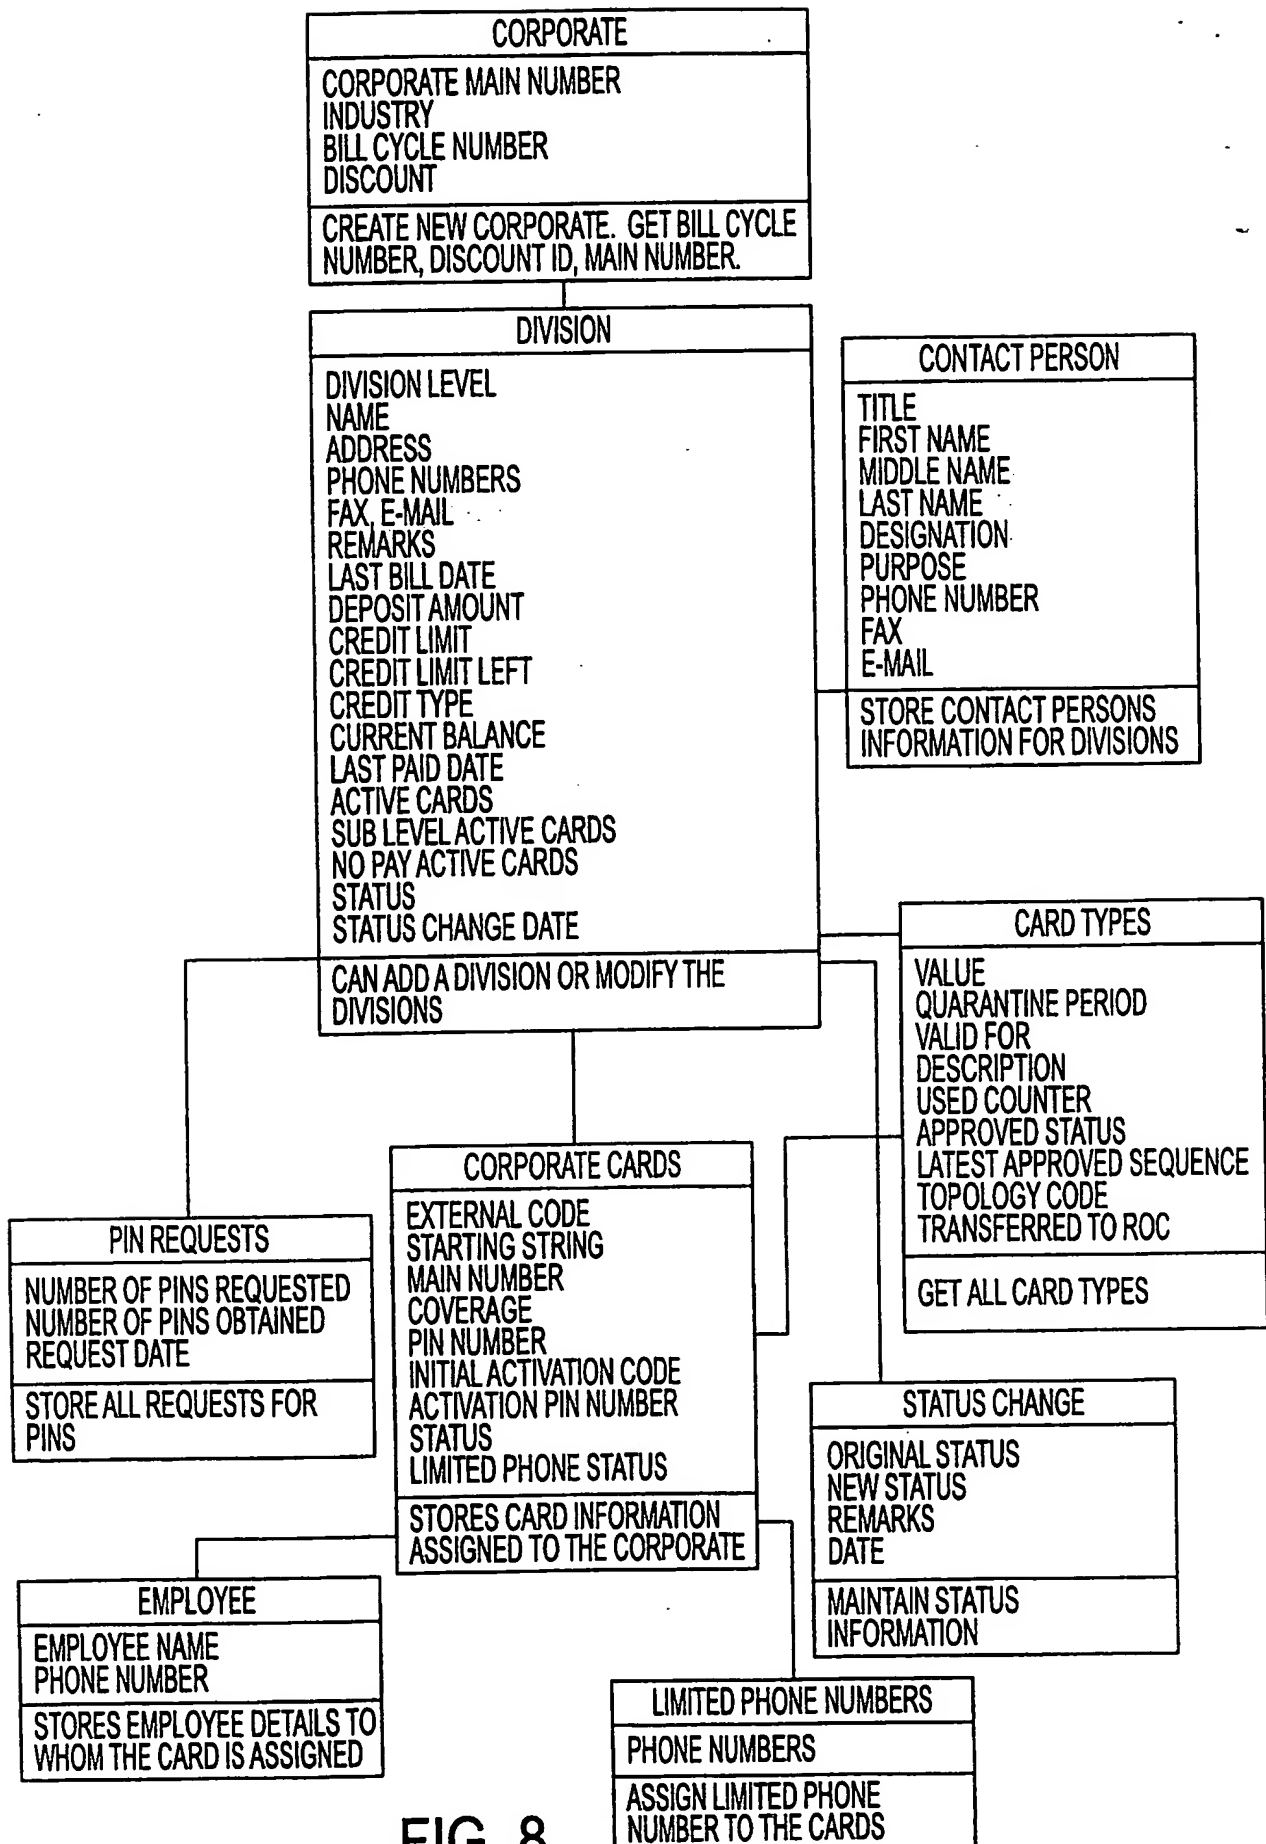 CORPORATE
CORPORATE MAIN NUMBER
INDUSTRY
BILL CYCLE NUMBER
DISCOUNT
CREATE NEW CORPORATE. GET BILL CYCLE
NUMBER, DISCOUNT ID, MAIN NUMBER.
DIVISION
DIVISION LEVEL
NAME
ADDRESS
PHONE NUMBERS
FAX, E-MAIL
REMARKS
LAST BILL DATE
DEPOSIT AMOUNT
CREDIT LIMIT
CREDIT LIMIT LEFT
CREDIT TYPE
CURRENT BALANCE
LAST PAID DATE
ACTIVE CARDS
SUB LEVEL ACTIVE CARDS
NO PAY ACTIVE CARDS
STATUS
STATUS CHANGE DATE
CAN ADD A DIVISION OR MODIFY THE
DIVISIONS
CONTACT PERSON
TITLE
FIRST NAME
MIDDLE NAME
LAST NAME
DESIGNATION
PURPOSE
PHONE NUMBER
FAX
E-MAIL
STORE CONTACT PERSONS
INFORMATION FOR DIVISIONS
CARD TYPES
VALUE
QUARANTINE PERIOD
VALID FOR
DESCRIPTION
USED COUNTER
APPROVED STATUS
LATEST APPROVED SEQUENCE
TOPOLOGY CODE
TRANSFERRED TO ROC
GET ALL CARD TYPES
CORPORATE CARDS
EXTERNAL CODE
STARTING STRING
MAIN NUMBER
COVERAGE
PIN NUMBER
INITIAL ACTIVATION CODE
ACTIVATION PIN NUMBER
STATUS
LIMITED PHONE STATUS
STORES CARD INFORMATION
ASSIGNED TO THE CORPORATE
PIN REQUESTS
NUMBER OF PINS REQUESTED
NUMBER OF PINS OBTAINED
REQUEST DATE
STORE ALL REQUESTS FOR
PINS
STATUS CHANGE
ORIGINAL STATUS
NEW STATUS
REMARKS
DATE
MAINTAIN STATUS
INFORMATION
EMPLOYEE
EMPLOYEE NAME
PHONE NUMBER
STORES EMPLOYEE DETAILS TO
WHOM THE CARD IS ASSIGNED
LIMITED PHONE NUMBERS
PHONE NUMBERS
ASSIGN LIMITED PHONE
NUMBER TO THE CARDS
FIG. 8